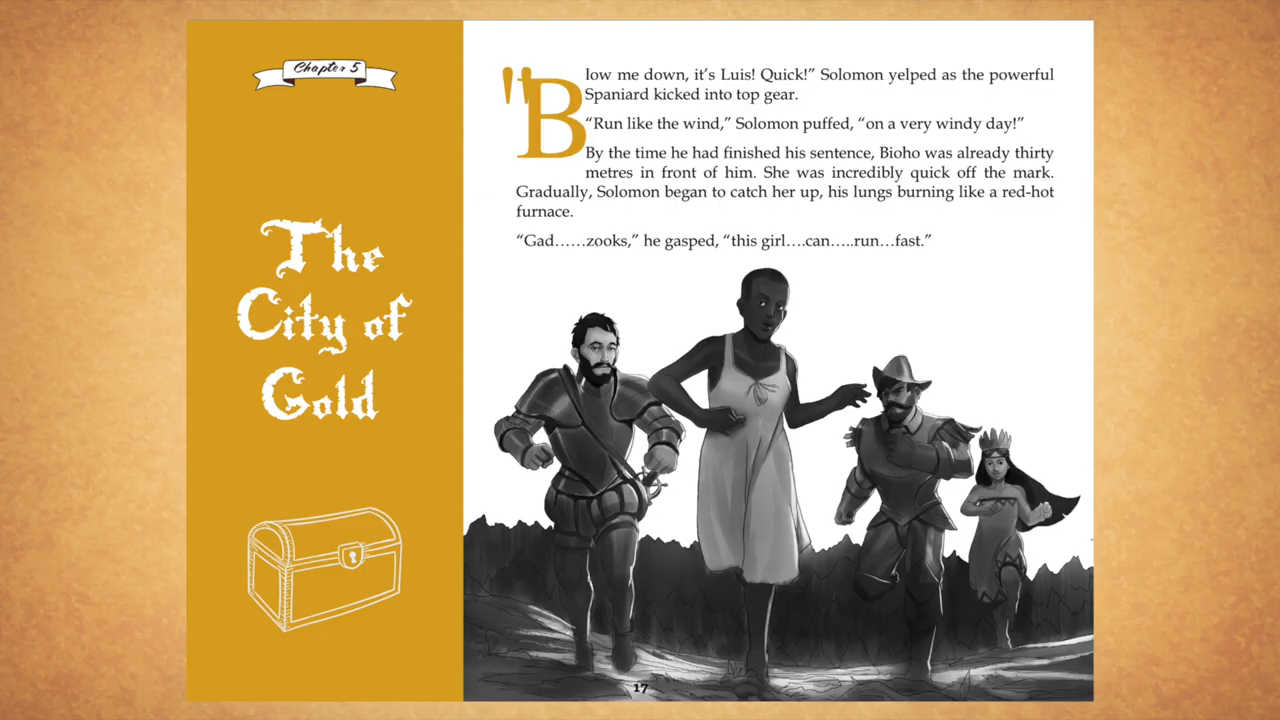 Chapter 5
The
City of
Gold
"Blow me down, it’s Luis! Quick!” Solomon yelped as the powerful
Spaniard kicked into top gear.
“Run like the wind,” Solomon puffed, “on a very windy day!”
By the time he had finished his sentence, Bioho was already thirty
metres in front of him. She was incredibly quick off the mark.
Gradually, Solomon began to catch her up, his lungs burning like a red-hot
furnace.
“Gad……zooks,” he gasped, “this girl….can…..run…fast.”
17